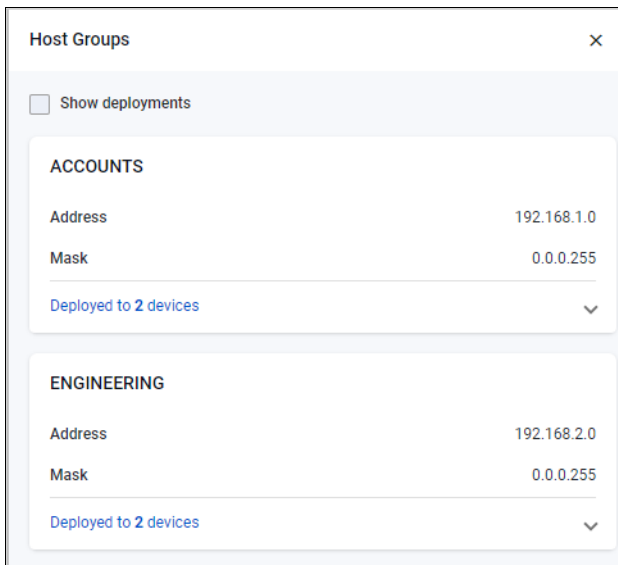 Host Groups
Show deployments
ACCOUNTS
Address 192.168.1.0
Mask 0.0.0.255
Deployed to 2 devices
ENGINEERING
Address 192.168.2.0
Mask 0.0.0.255
Deployed to 2 devices